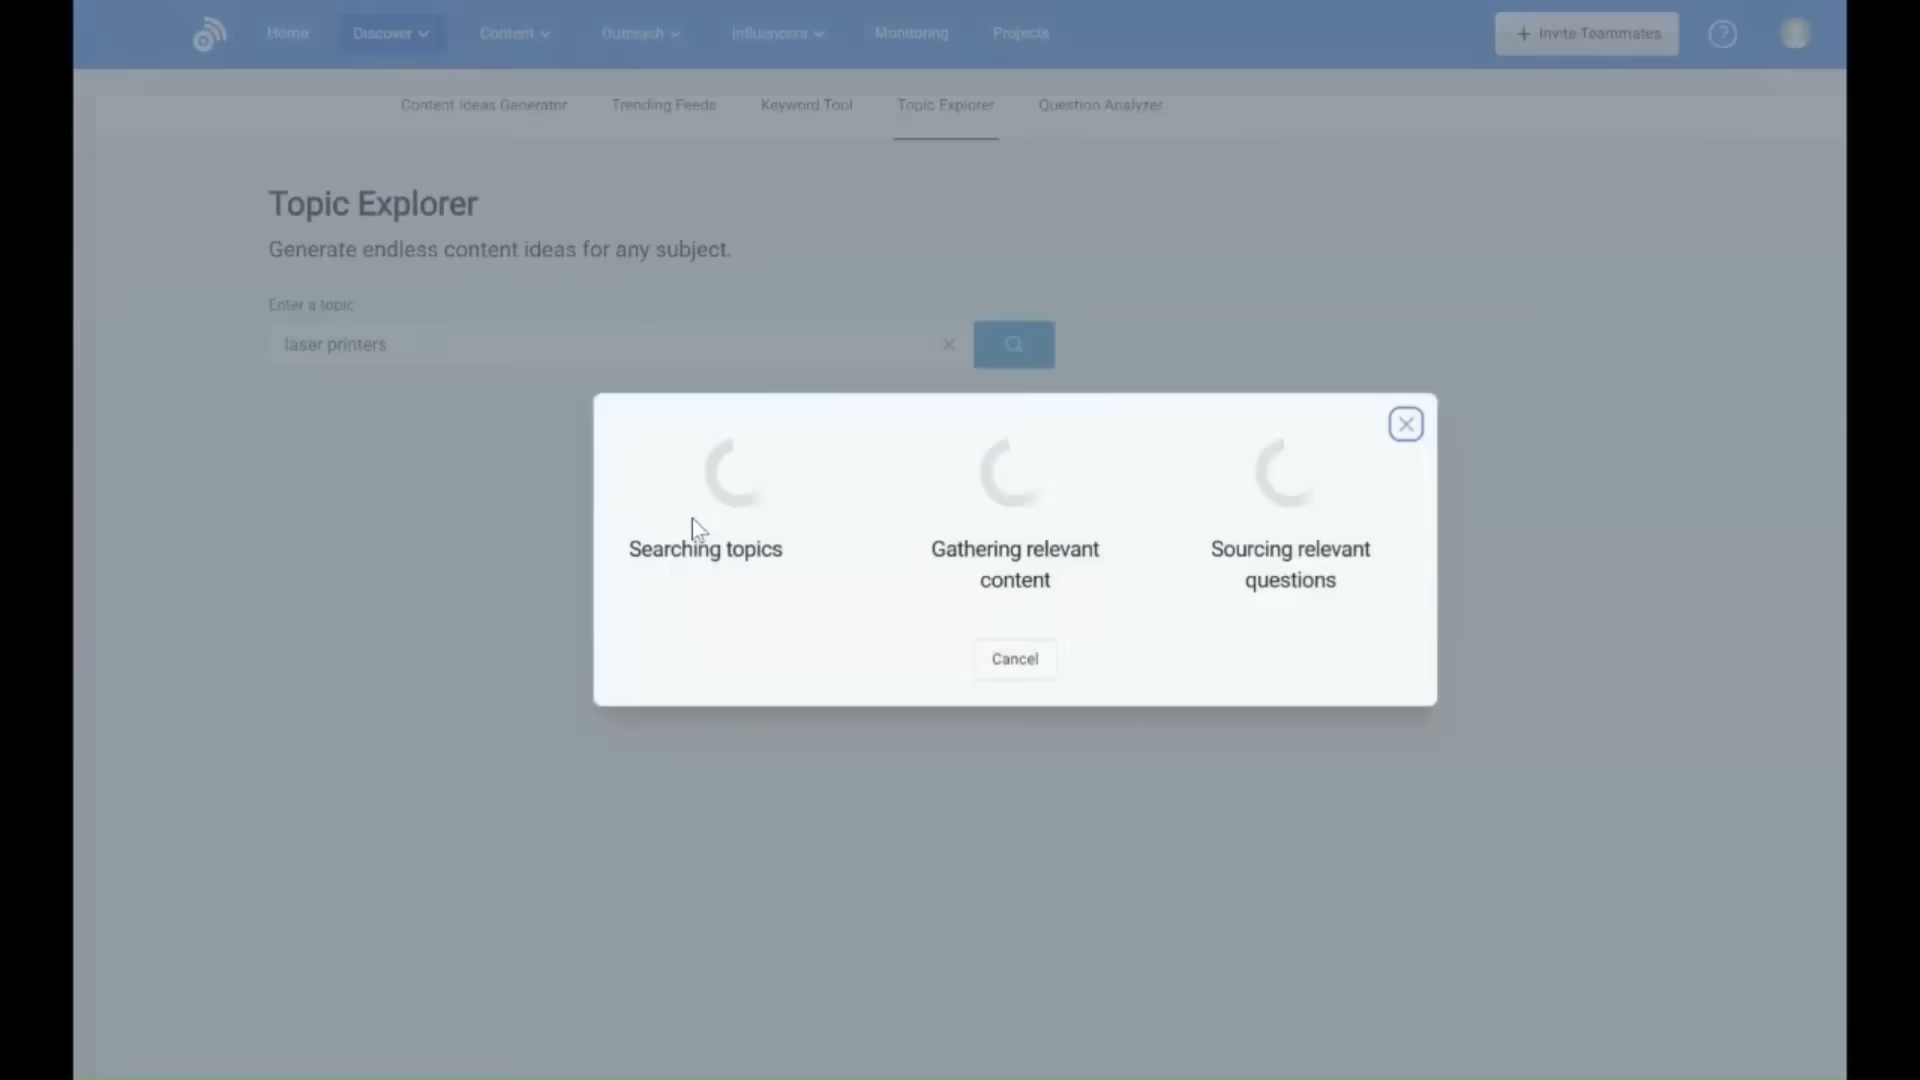 Home Discover Content Outreach Influencers Monitoring Projects + Invite Teammates ?
Content Ideas Generator Trending Feeds Keyword Tool Topic Explorer Question Analyzer
Topic Explorer
Generate endless content ideas for any subject.
Enter a topic
laser printers
Searching topics
Gathering relevant
content
Sourcing relevant
questions
Cancel